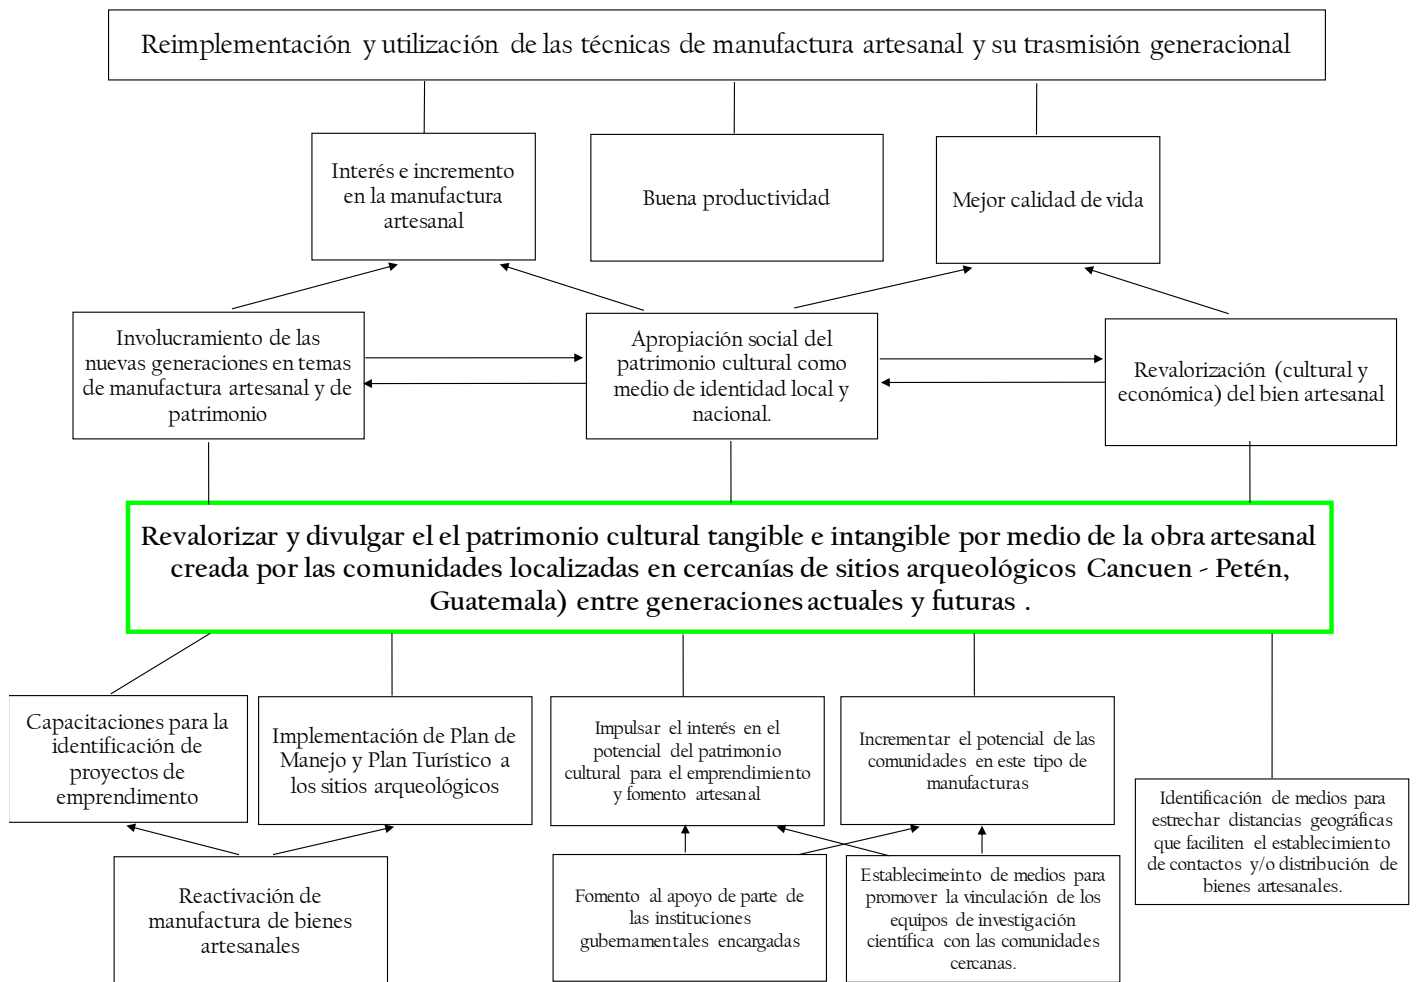 Reimplementación y utilización de las técnicas de manufactura artesanal y su trasmisión generacional
Interés e incremento
en la manufactura
artesanal
Buena productividad
Mejor calidad de vida
Involucramiento de las
nuevas generaciones en temas
de manufactura artesanal y de
patrimonio
Apropiación social del
patrimonio cultural como
medio de identidad local y
nacional.
Revalorización (cultural y
económica) del bien artesanal
Revalorizar y divulgar el el patrimonio cultural tangible e intangible por medio de la obra artesanal
creada por las comunidades localizadas en cercanías de sitios arqueológicos Cancuen - Petén,
Guatemala) entre generaciones actuales y futuras .
Capacitaciones para la
identificación de
proyectos de
emprendimento
Implementación de Plan de
Manejo y Plan Turístico a
los sitios arqueológicos
Impulsar el interés en el
potencial del patrimonio
cultural para el emprendimiento
y fomento artesanal
Incrementar el potencial de las
comunidades en este tipo de
manufacturas
Identificación de medios para
estrechar distancias geográficas
que faciliten el establecimiento
de contactos y/o distribución de
bienes artesanales.
Reactivación de
manufactura de bienes
artesanales
Fomento al apoyo de parte de
las instituciones
gubernamentales encargadas
Establecimeinto de medios para
promover la vinculación de los
equipos de investigación
científica con las comunidades
cercanas.